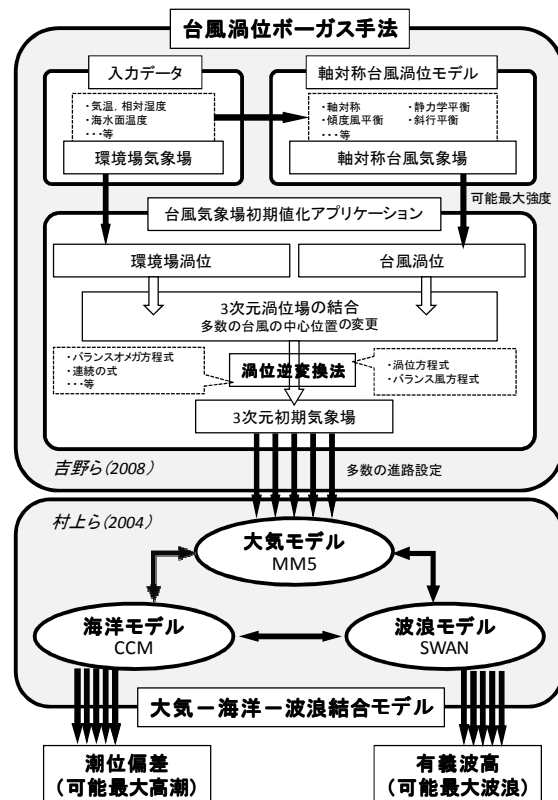 台風渦位ボーガス手法
入力データ
・気温，相対湿度
・海水面温度
・・・等
環境場気象場
軸対称台風渦位モデル
・軸対称　・静力学平衡
・傾度風平衡　・斜行平衡
・・・等
軸対称台風気象場
可能最大強度
台風気象場初期値化アプリケーション
環境場渦位
台風渦位
3次元渦位場の結合
多数の台風の中心位置の変更
・バランスオメガ方程式
・連続の式
・・・等
渦位逆変換法
・渦位方程式
・バランス風方程式
3次元初期気象場
吉野ら(2008)
多数の進路設定
村上ら(2004)
大気モデル
MM5
海洋モデル
CCM
波浪モデル
SWAN
大気－海洋－波浪結合モデル
潮位偏差
(可能最大高潮)
有義波高
(可能最大波浪)